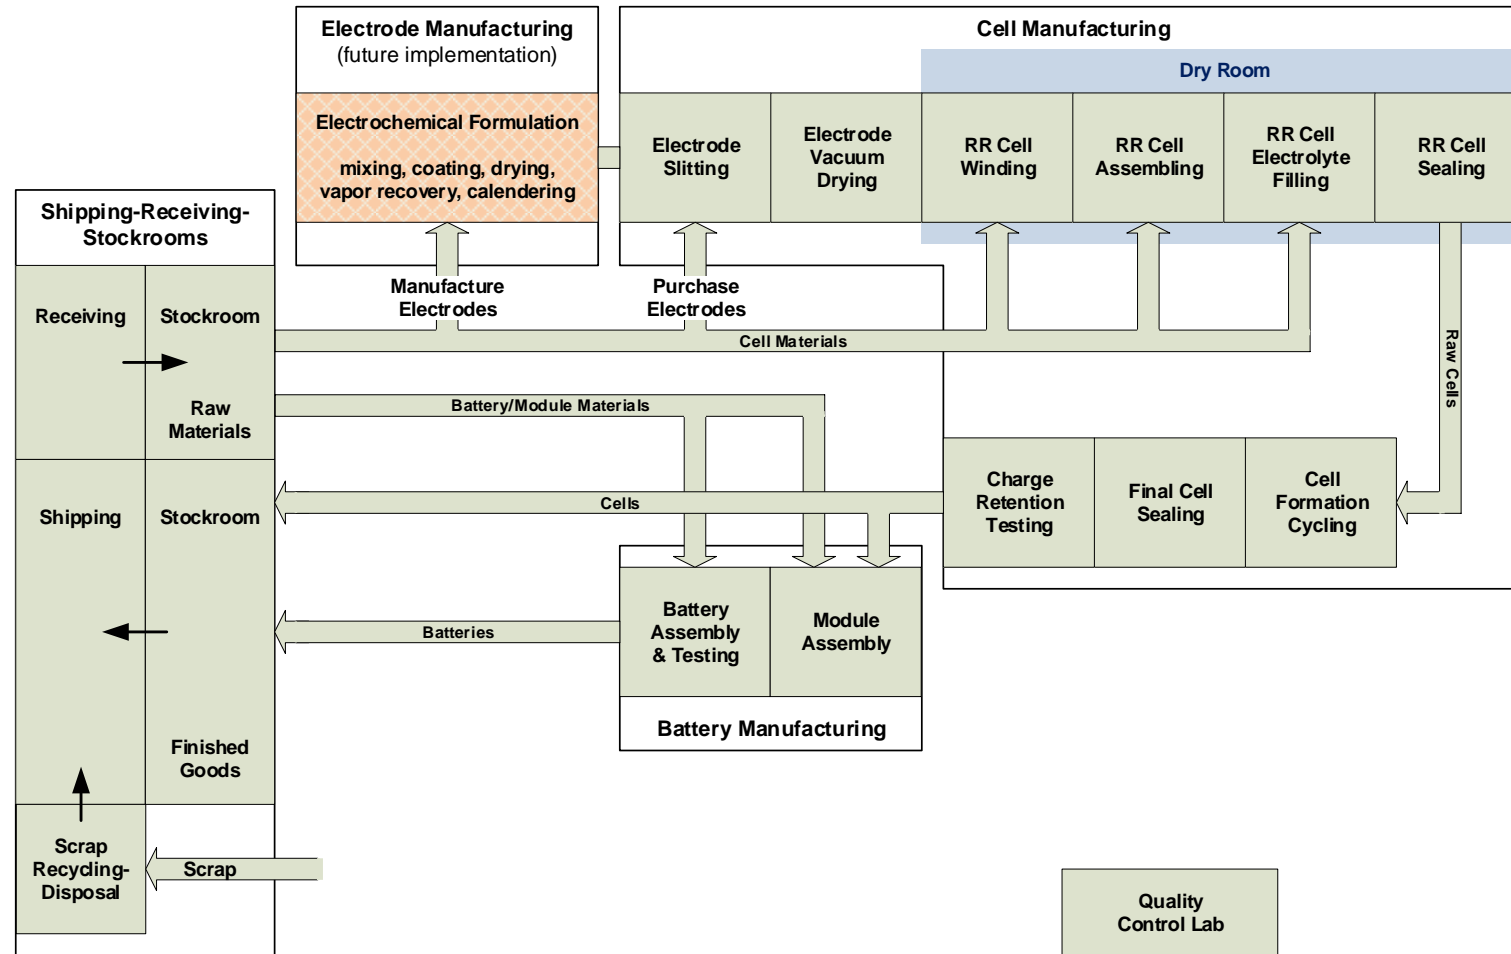 Electrode Manufacturing
(future implementation)
Electrochemical Formulation
mixing, coating, drying,
vapor recovery, calendering
Cell Manufacturing
Dry Room
Electrode
Slitting
Electrode
Vacuum
Drying
RR Cell
Winding
RR Cell
Assembling
RR Cell
Electrolyte
Filling
RR Cell
Sealing
Shipping-Receiving-
Stockrooms
Receiving
Stockroom
Raw
Materials
Manufacture
Electrodes
Purchase
Electrodes
Cell Materials
Raw Cells
Battery/Module Materials
Shipping
Stockroom
Finished
Goods
Cells
Charge
Retention
Testing
Final Cell
Sealing
Cell
Formation
Cycling
Batteries
Battery
Assembly
& Testing
Module
Assembly
Battery Manufacturing
Scrap
Recycling-
Disposal
Scrap
Quality
Control Lab